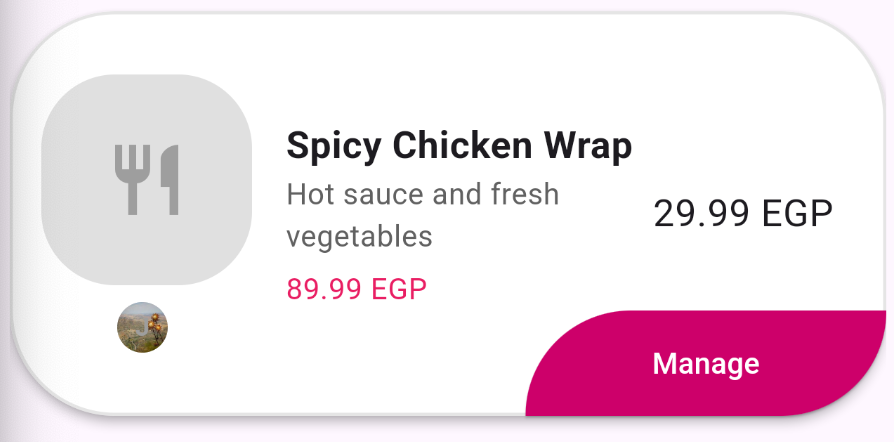 Spicy Chicken Wrap
Hot sauce and fresh
vegetables
29.99 EGP
89.99 EGP
Manage